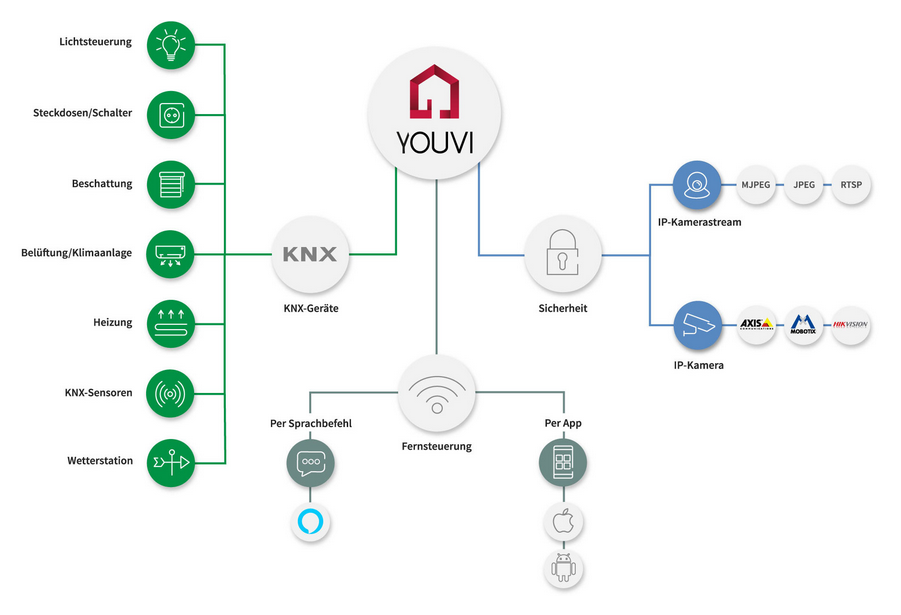 Lichtsteuerung
Steckdosen/Schalter
Beschattung
Belüftung/Klimaanlage
Heizung
KNX-Sensoren
Wetterstation
KNX
KNX-Geräte
YOUVI
Sicherheit
IP-Kamerastream
MJPEG
JPEG
RTSP
IP-Kamera
AXIS
COMMUNICATIONS
MOBOTIX
HIKVISION
Fernsteuerung
Per Sprachbefehl
Per App